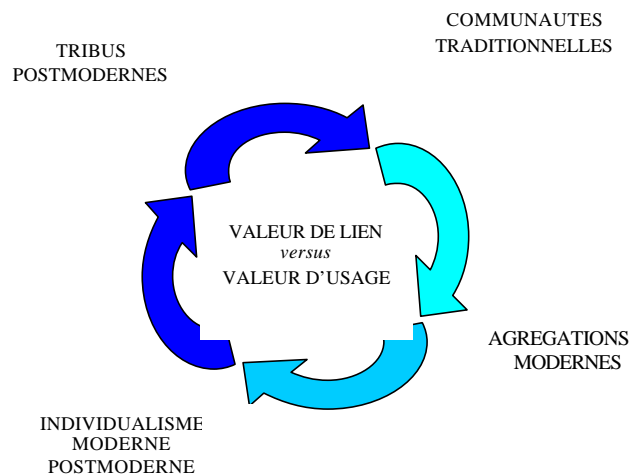 COMMUNAUTES
TRADITIONNELLES
TRIBUS
POSTMODERNES
VALEUR DE LIEN
versus
VALEUR D'USAGE
AGREGATIONS
MODERNES
INDIVIDUALISME
MODERNE
POSTMODERNE